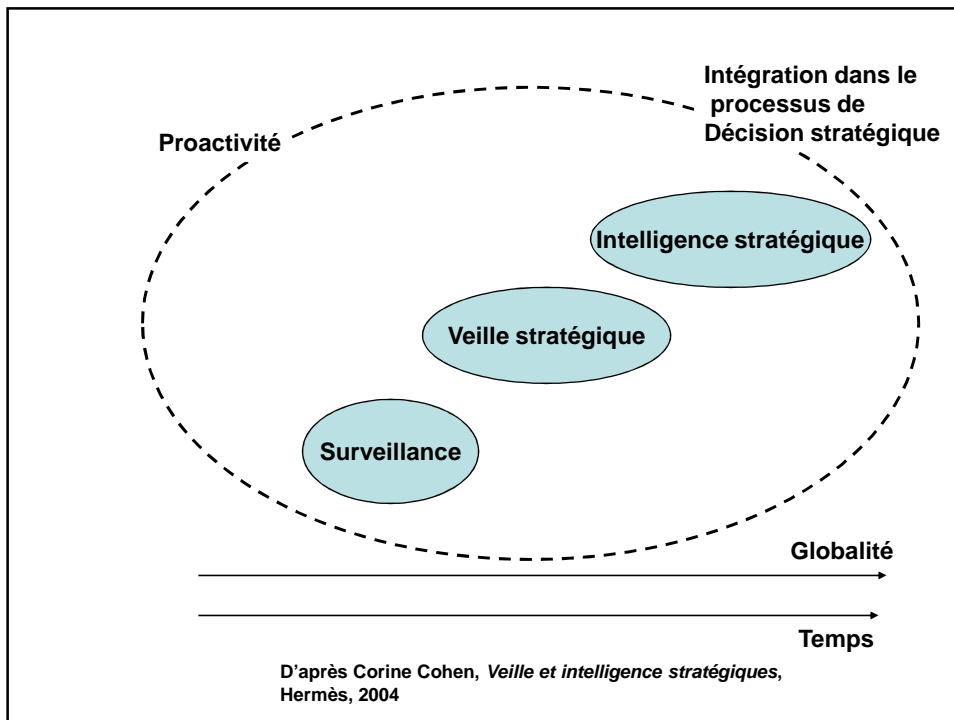 Intégration dans le
processus de
Décision stratégique
Proactivité
Intelligence stratégique
Veille stratégique
Surveillance
Globalité
Temps
D'après Corine Cohen, Veille et intelligence stratégiques,
Hermès, 2004